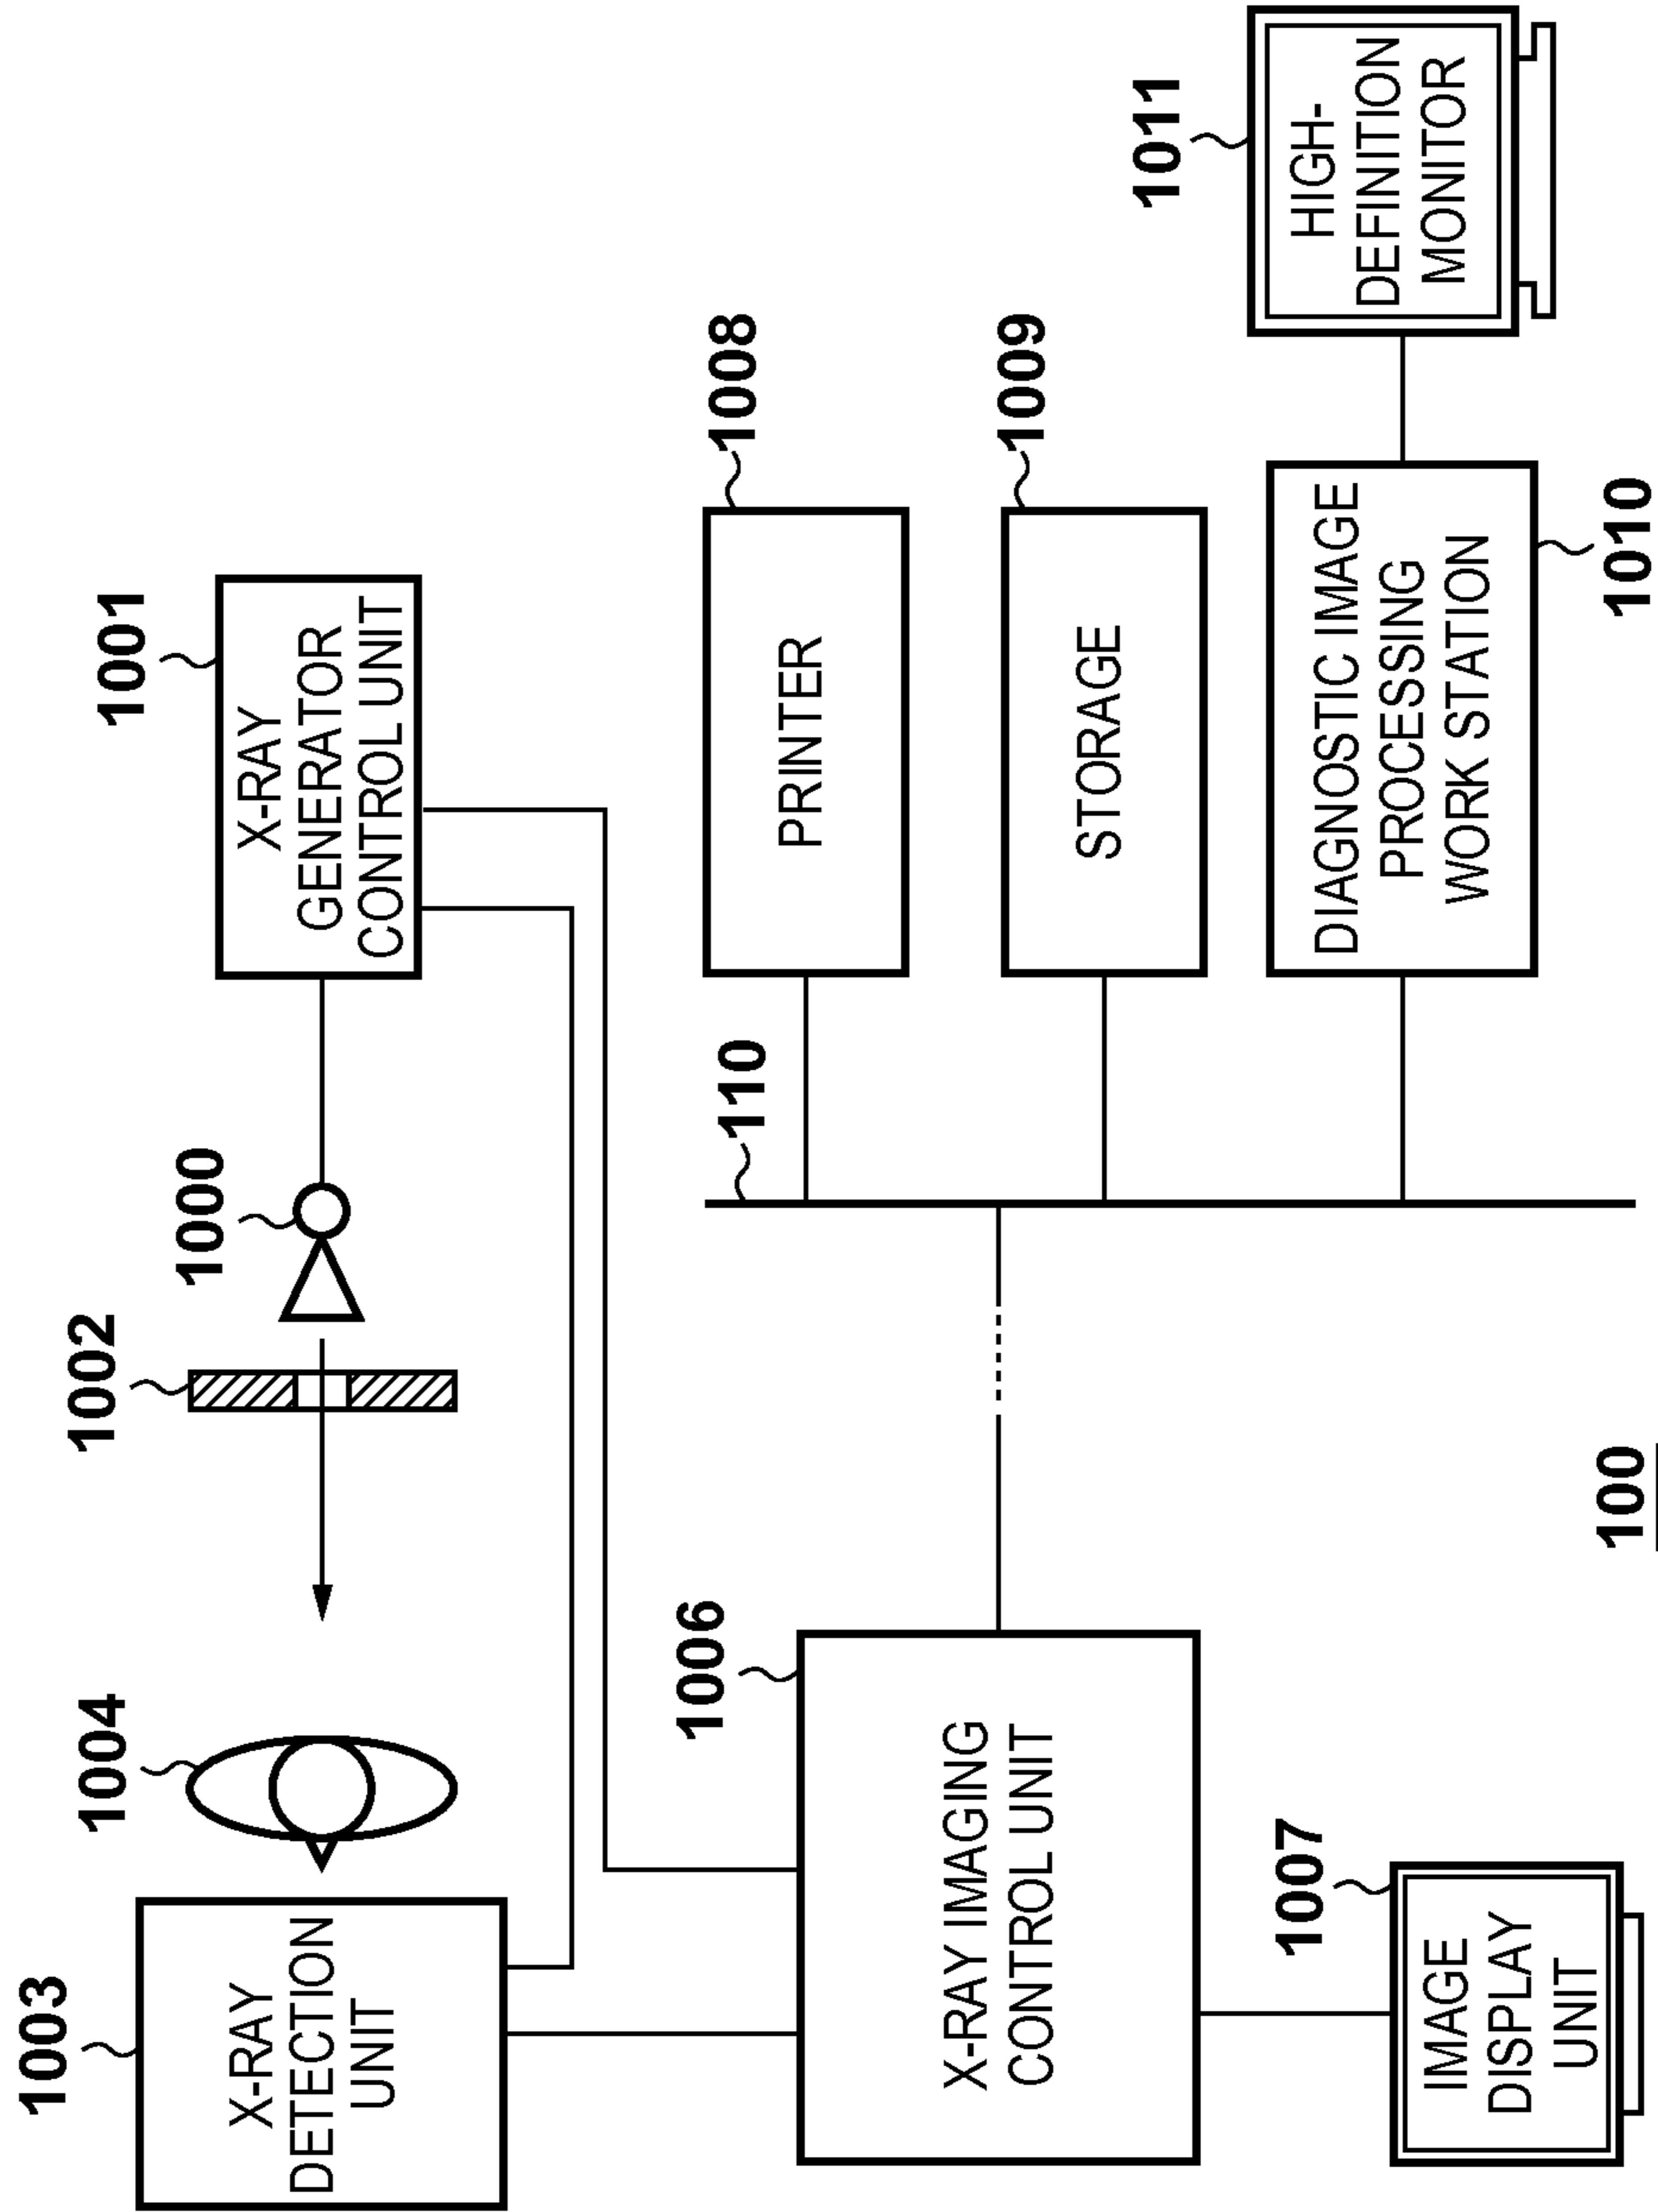 1003
X-RAY
DETECTION
UNIT
1004
1002
1000
1001
X-RAY
GENERATOR
CONTROL UNIT
1006
X-RAY IMAGING
CONTROL UNIT
110
1008
PRINTER
1009
STORAGE
1007
IMAGE
DISPLAY
UNIT
DIAGNOSTIC IMAGE
PROCESSING
WORK STATION
1010
1011
HIGH-
DEFINITION
MONITOR
100